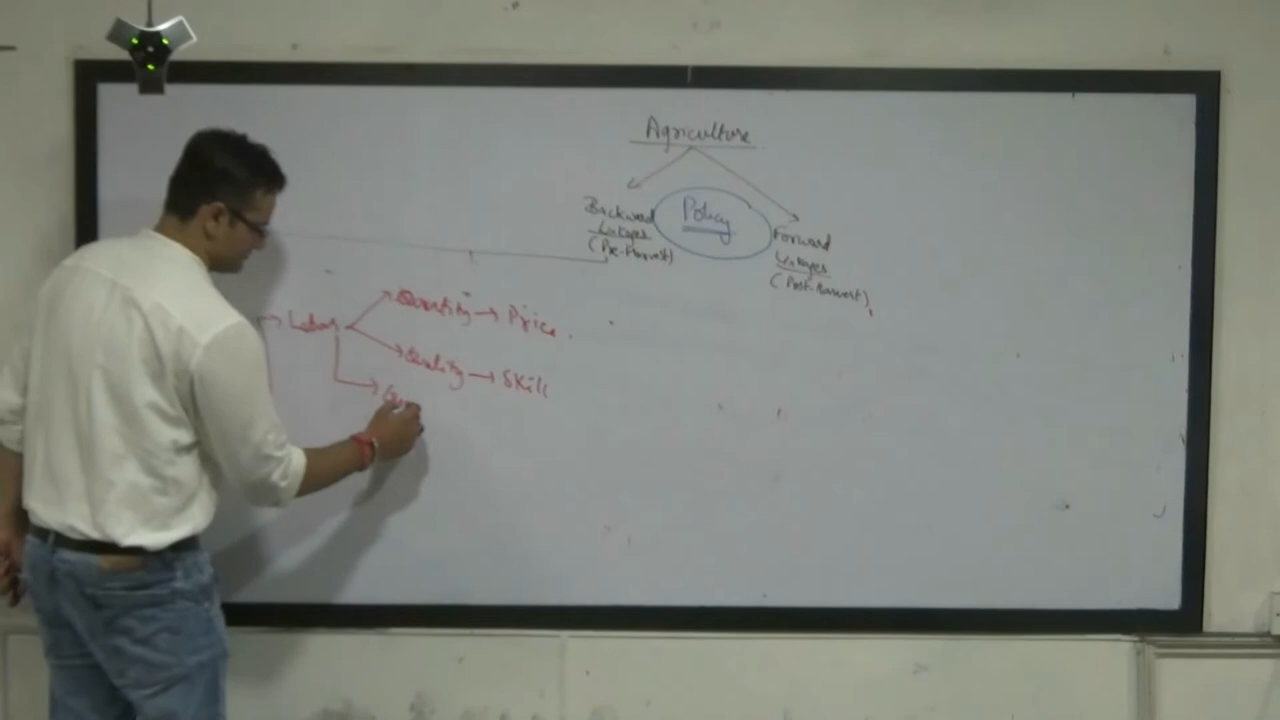 Agriculture
Backward
Policy
Linkages
(Pre-Harvest)
Forward
Linkages
(Post-Harvest)
Labour → Quantity → Price
Quality → Skill